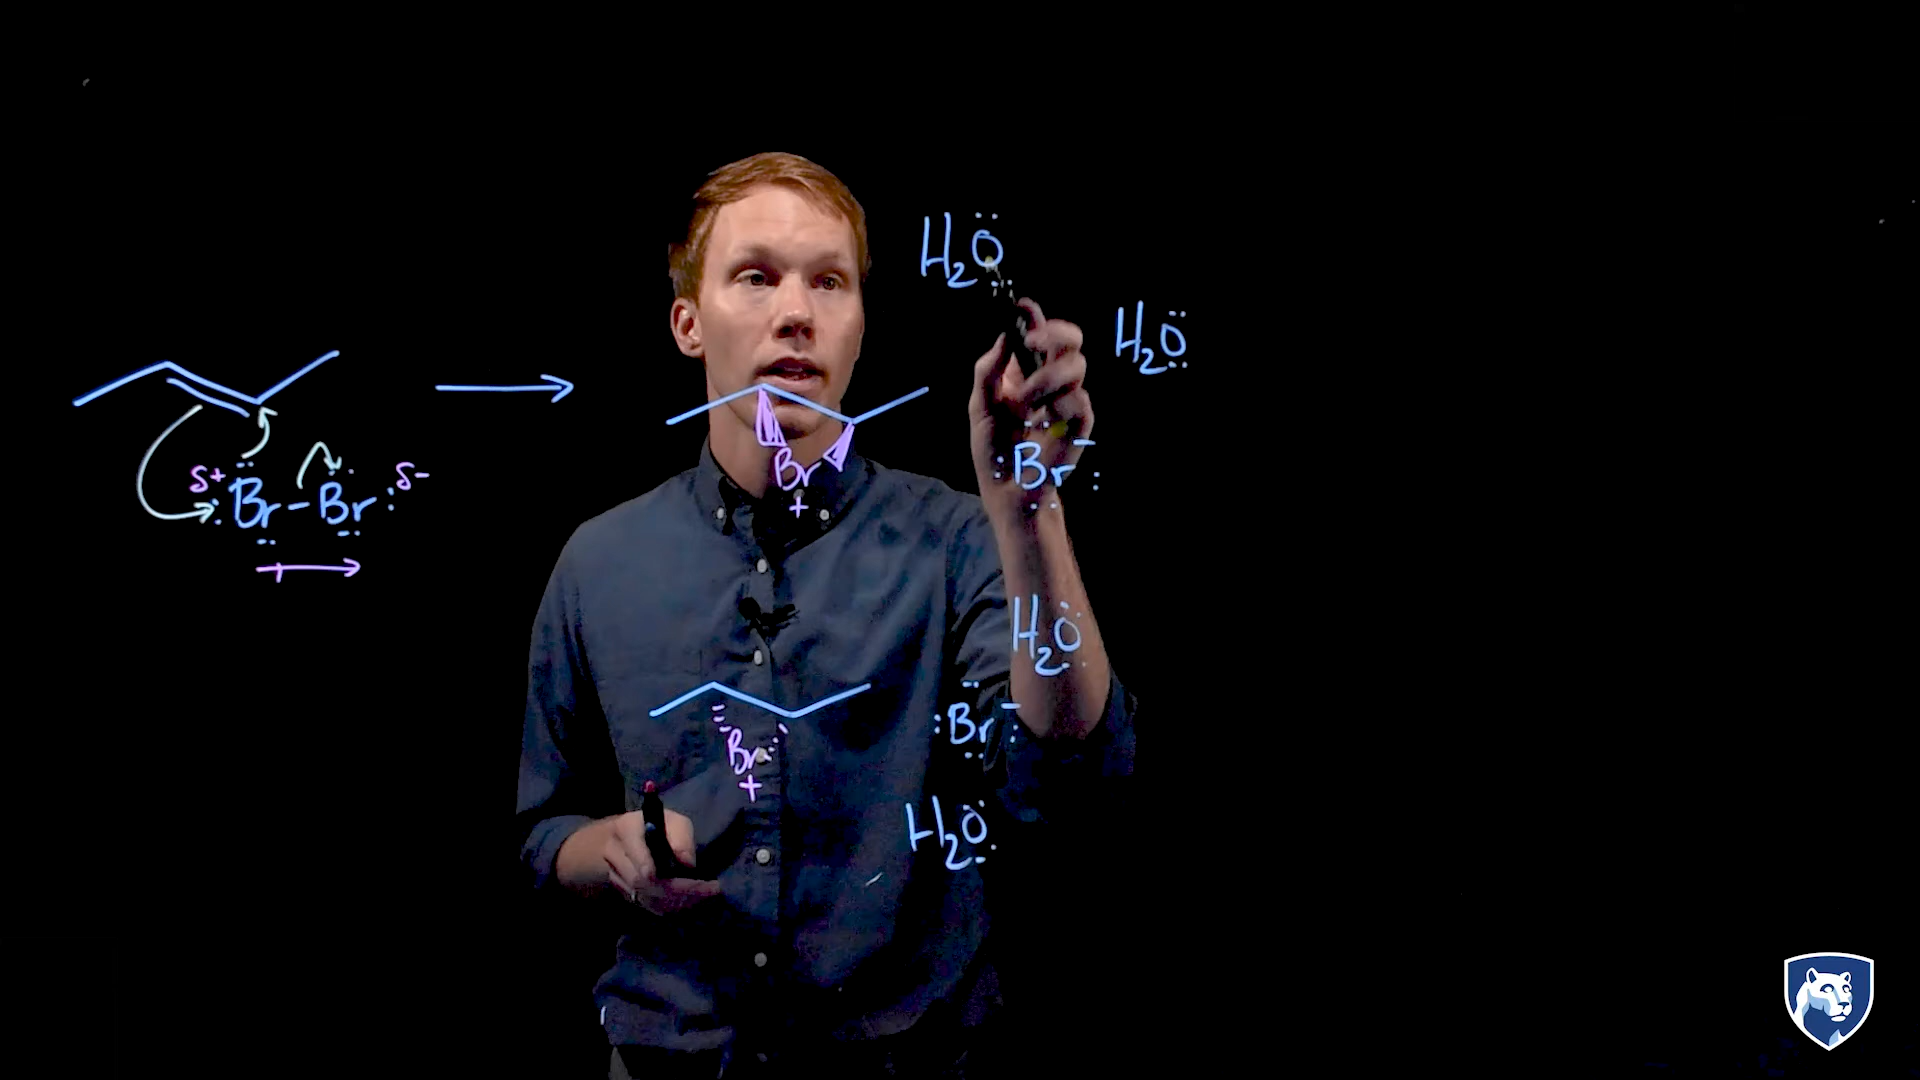 H₂O
H₂O
δ+ Br-Br δ-
Br
+
Br-
H₂O
Br
+
Br-
H₂O